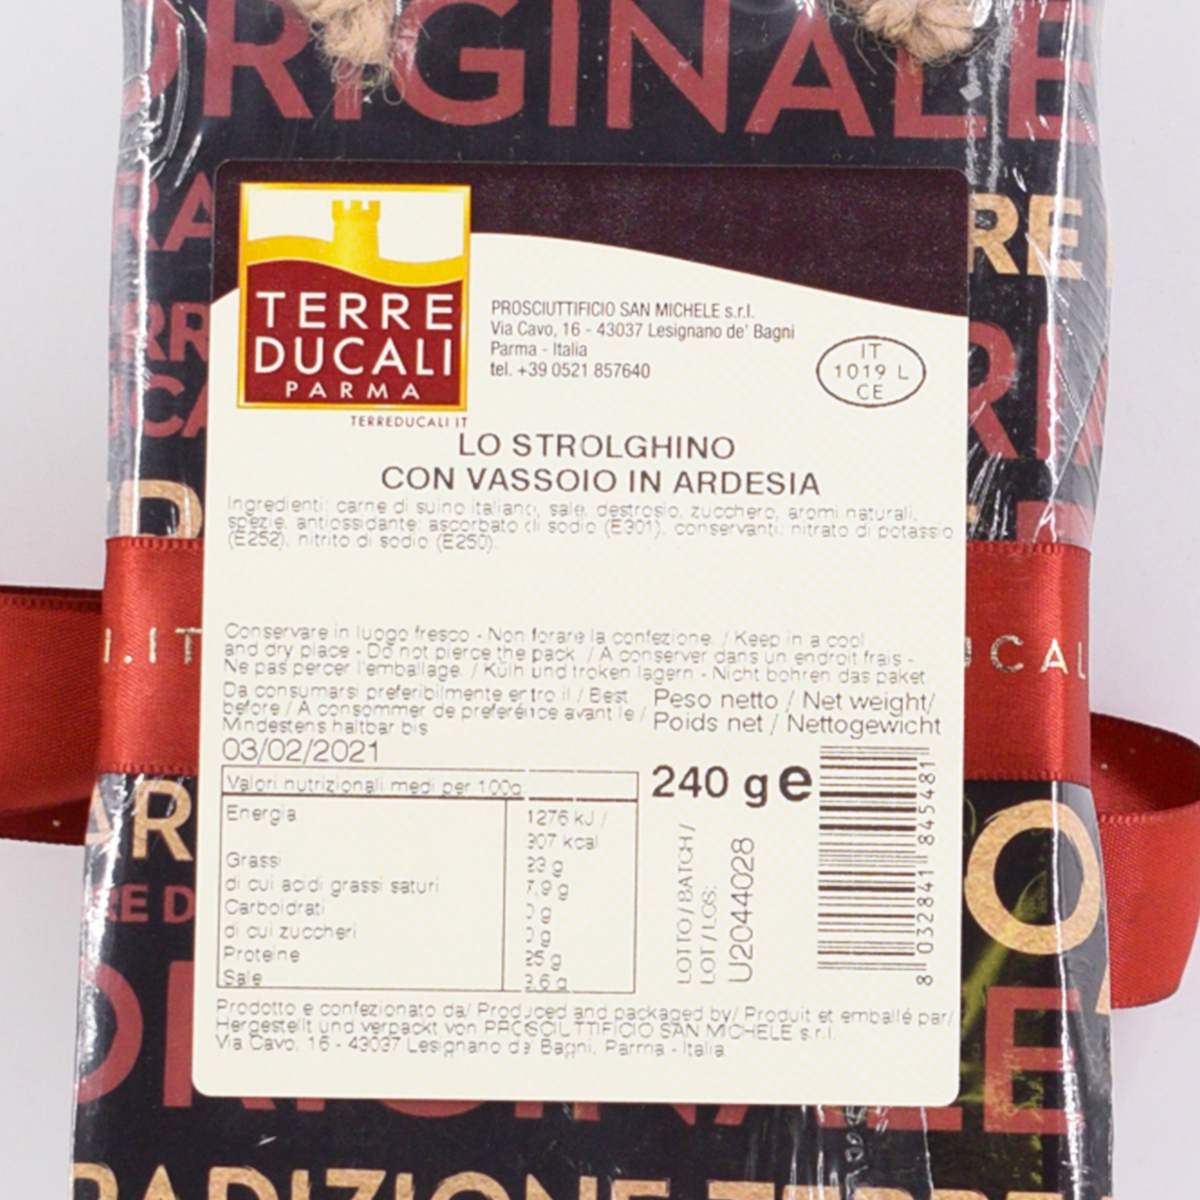 ORIGINALE
RE
TERRE
DUCALI
PARMA
TERREDUCALI IT
PROSCIUTTIFICIO SAN MICHELE s.r.l.
Via Cavo, 16 - 43037 Lesignano de' Bagni
Parma - Italia
tel. +39 0521 857640
IT
1019 L
CE
LO STROLGHINO
CON VASSOIO IN ARDESIA
Ingredienti: carne di suino italiano, sale, destrosio, zucchero, aromi naturali,
spezie, antiossidante: ascorbato di sodio (E301), conservanti: nitrato di potassio
(E252), nitrito di sodio (E250).
Conservare in luogo fresco - Non forare la confezione. / Keep in a cool
and dry place - Do not pierce the pack / A conserver dans un endroit frais -
Ne pas percer l'emballage. / Külh und troken lagern - Nicht bohren das paket.
Da consumarsi preferibilmente entro il / Best
before / A consommer de preférence avant le /
Mindestens haltbar bis
03/02/2021
Peso netto / Net weight/
Poids net / Nettogewicht
240 g e
Valori nutrizionali medi per 100g
Energia 1276 kJ /
307 kcal
Grassi 23 g
di cui acidi grassi saturi 7,9 g
Carboidrati 0 g
di cui zuccheri 0 g
Proteine 25 g
Sale 3,6 g
LOTTO / BATCH /
LOT / LOS:
U2044028
8 032841 845481
Prodotto e confezionato da/ Produced and packaged by/ Produit et emballé par/
Hergestellt und verpackt von PROSCIUTTIFICIO SAN MICHELE s.r.l.
Via Cavo, 16 - 43037 Lesignano de' Bagni, Parma - Italia